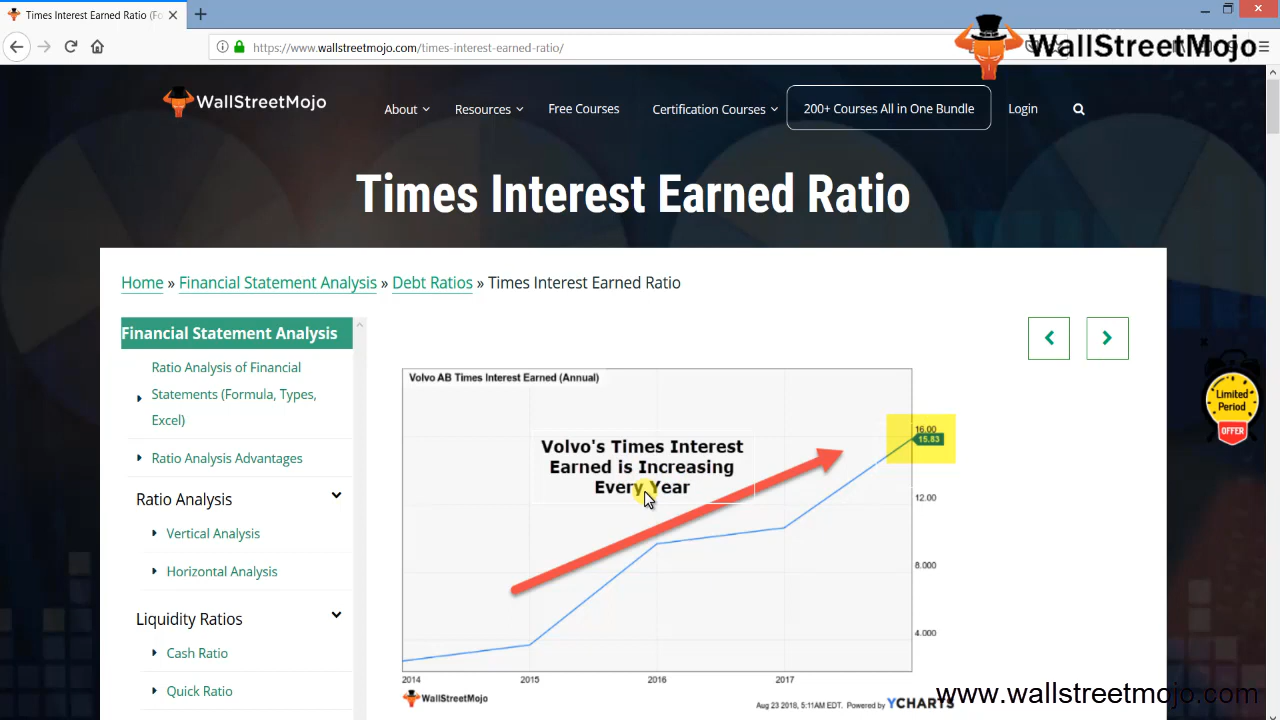 Times Interest Earned Ratio (Fo
https://www.wallstreetmojo.com/times-interest-earned-ratio/
WallStreetMojo
WallStreetMojo
About
Resources
Free Courses
Certification Courses
200+ Courses All in One Bundle
Login
Times Interest Earned Ratio
Home » Financial Statement Analysis » Debt Ratios » Times Interest Earned Ratio
Financial Statement Analysis
Ratio Analysis of Financial
Statements (Formula, Types,
Excel)
Ratio Analysis Advantages
Ratio Analysis
Vertical Analysis
Horizontal Analysis
Liquidity Ratios
Cash Ratio
Quick Ratio
Volvo AB Times Interest Earned (Annual)
Volvo's Times Interest
Earned is Increasing
Every Year
16.00
15.83
12.00
8.000
4.000
2014
2015
2016
2017
WallStreetMojo
Aug 23 2018, 5:11AM EDT. Powered by YCHARTS
Limited
Period
OFFER
www.wallstreetmojo.com